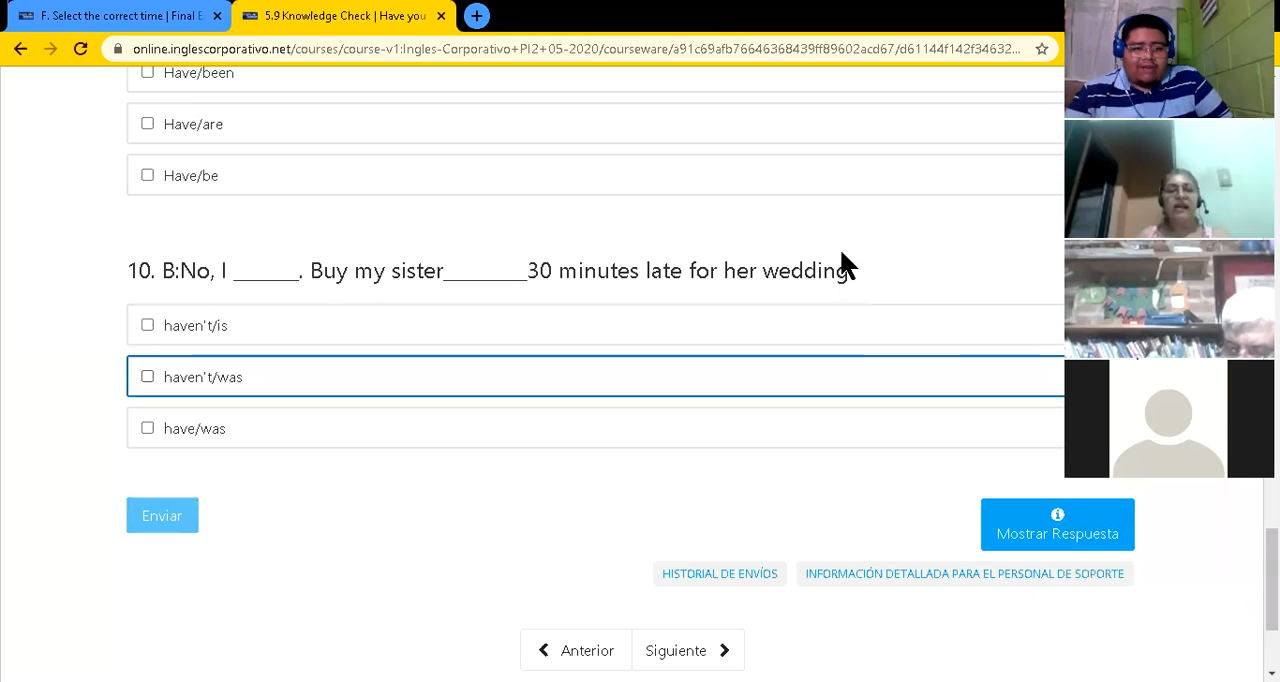 F. Select the correct time | Final E
5.9 Knowledge Check | Have you
online.inglescorporativo.net/courses/course-v1:Ingles-Corporativo+PI2+05-2020/courseware/a91c69afb76646368439ff89602acd67/d61144f142f34632...
Have/been
Have/are
Have/be
10. B:No, I ______. Buy my sister________30 minutes late for her wedding
haven't/is
haven't/was
have/was
Enviar
Mostrar Respuesta
HISTORIAL DE ENVÍOS
INFORMACIÓN DETALLADA PARA EL PERSONAL DE SOPORTE
Anterior
Siguiente